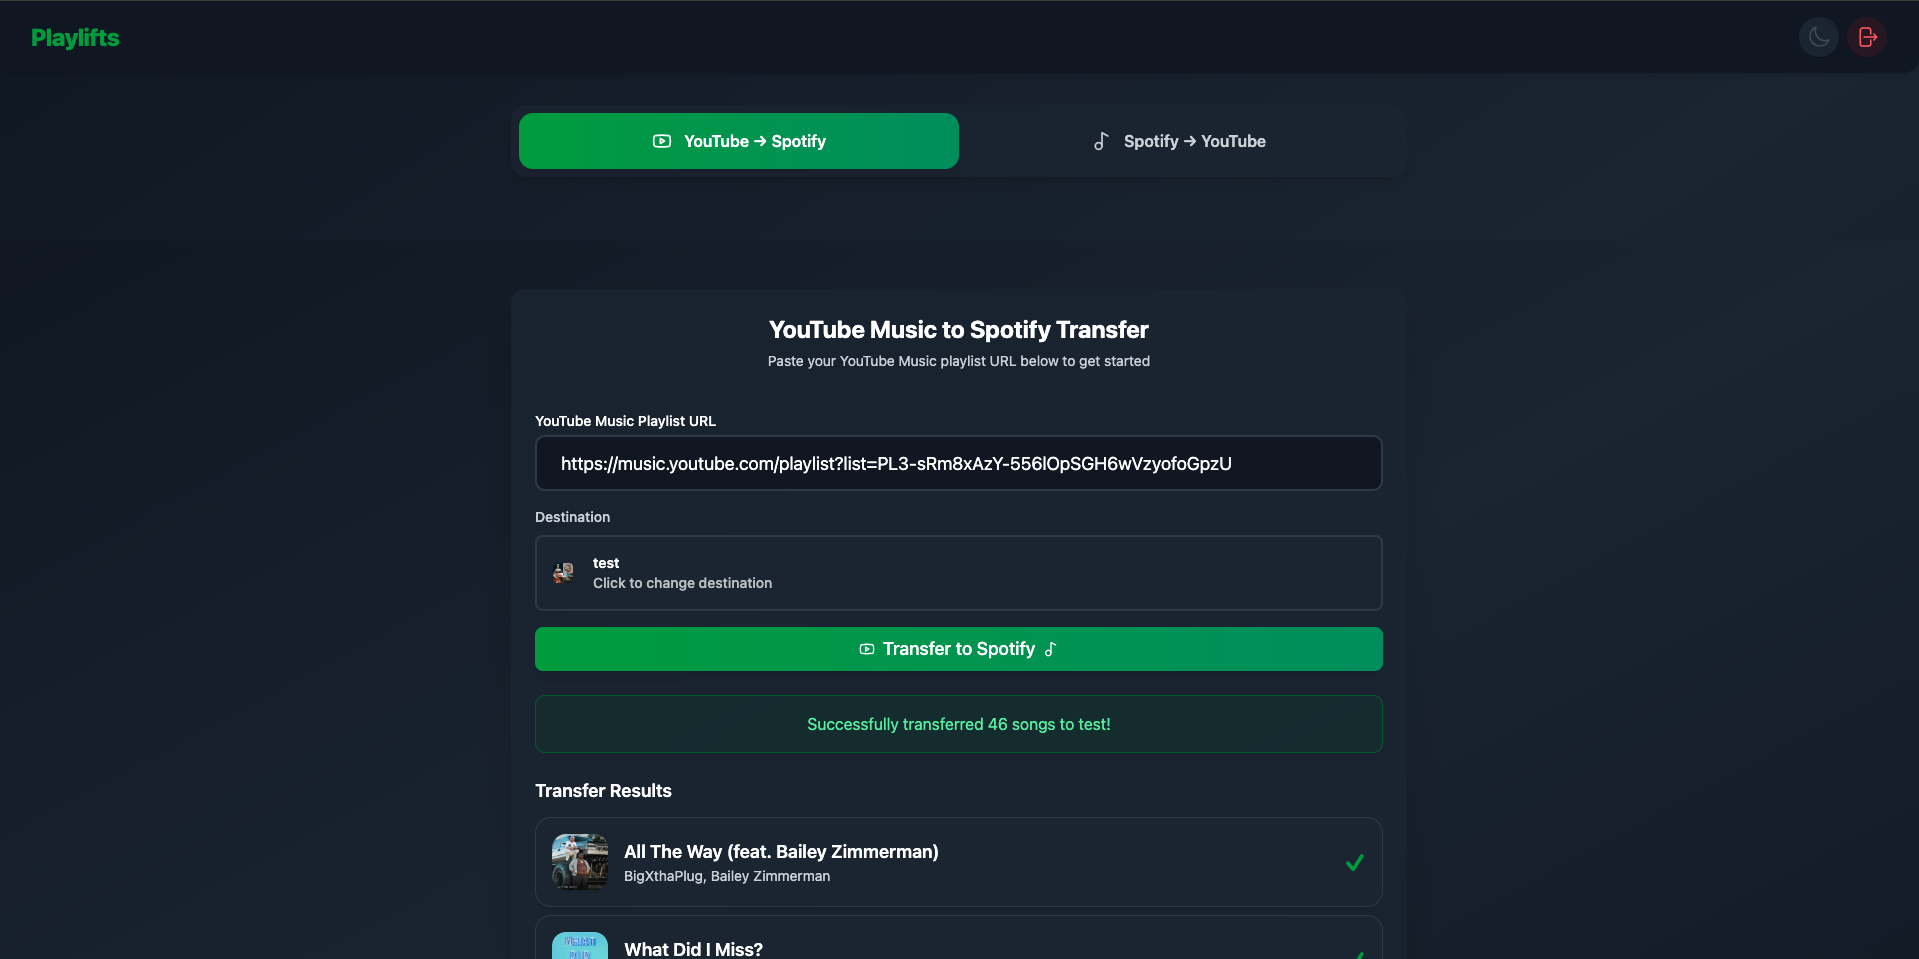 Playlifts
YouTube → Spotify
Spotify → YouTube
YouTube Music to Spotify Transfer
Paste your YouTube Music playlist URL below to get started
YouTube Music Playlist URL
https://music.youtube.com/playlist?list=PL3-sRm8xAzY-556lOpSGH6wVzyofoGpzU
Destination
test
Click to change destination
Transfer to Spotify
Successfully transferred 46 songs to test!
Transfer Results
All The Way (feat. Bailey Zimmerman)
BigXthaPlug, Bailey Zimmerman
What Did I Miss?